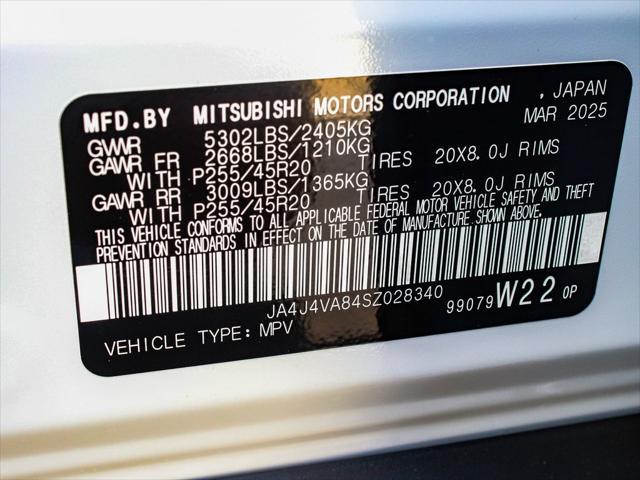 MFD.BY MITSUBISHI MOTORS CORPORATION , JAPAN
MAR 2025
GVWR 5302LBS/2405KG
GAWR FR 2668LBS/1210KG
WITH P255/45R20 TIRES 20X8.0J RIMS
GAWR RR 3009LBS/1365KG
WITH P255/45R20 TIRES 20X8.0J RIMS
THIS VEHICLE CONFORMS TO ALL APPLICABLE FEDERAL MOTOR VEHICLE SAFETY AND THEFT
PREVENTION STANDARDS IN EFFECT ON THE DATE OF MANUFACTURE SHOWN ABOVE.
JA4J4VA84SZ028340
VEHICLE TYPE: MPV 99079 W22 0P